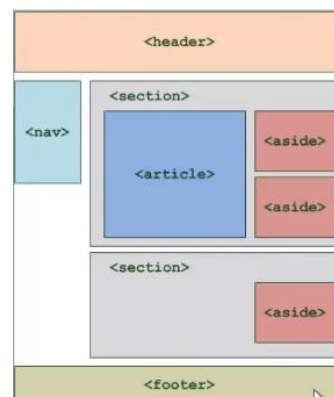 <header>
<section>
<nav>
<article>
<aside>
<aside>
<section>
<aside>
<footer>